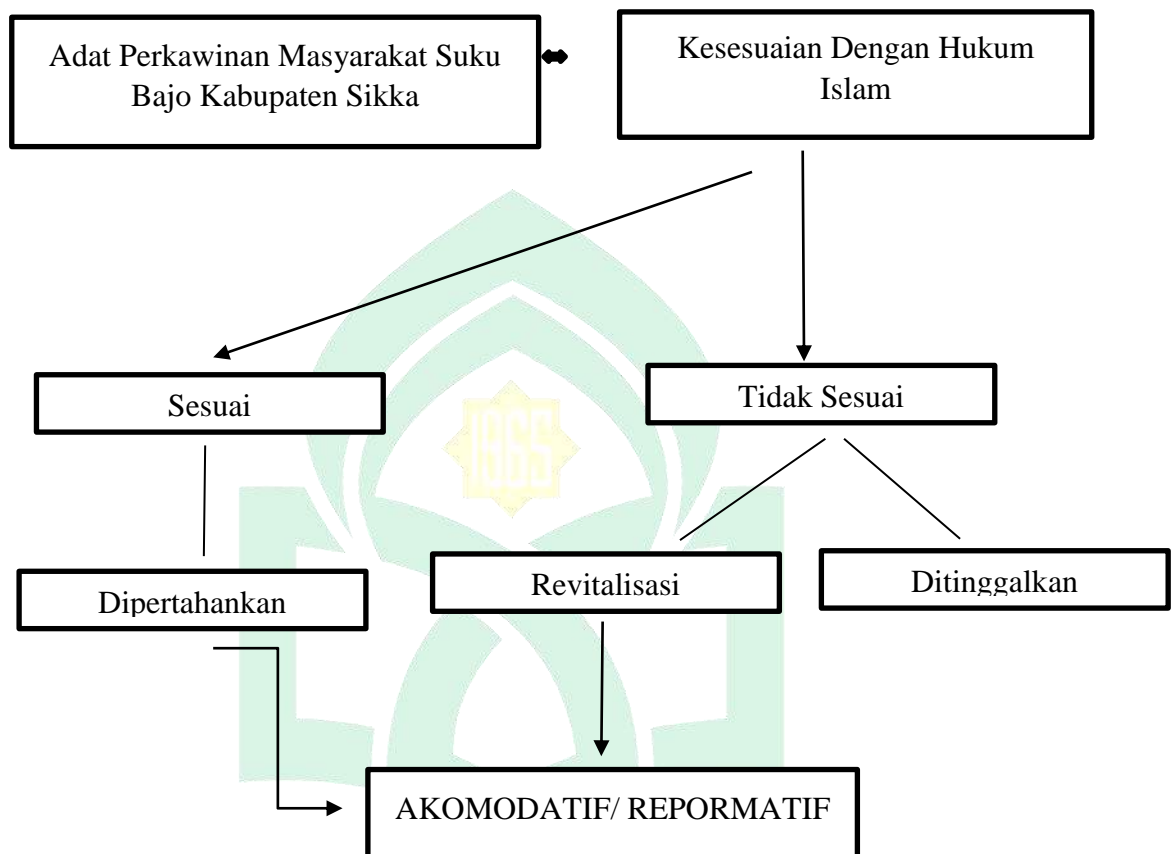 Adat Perkawinan Masyarakat Suku
Bajo Kabupaten Sikka
Kesesuaian Dengan Hukum
Islam
Sesuai
Tidak Sesuai
1965
Dipertahankan
Revitalisasi
Ditinggalkan
AKOMODATIF/ REPORMATIF